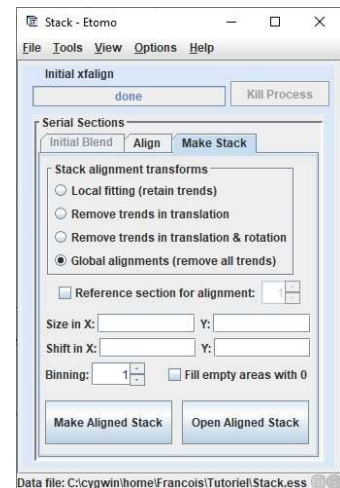 Stack - Etomo
File Tools View Options Help
Initial xfalign
done
Kill Process
Serial Sections
Initial Blend Align Make Stack
Stack alignment transforms
Local fitting (retain trends)
Remove trends in translation
Remove trends in translation & rotation
Global alignments (remove all trends)
Reference section for alignment: 1
Size in X: Y:
Shift in X: Y:
Binning: 1 Fill empty areas with 0
Make Aligned Stack Open Aligned Stack
Data file: C:\cygwin\home\Francois\Tutoriel\Stack.ess